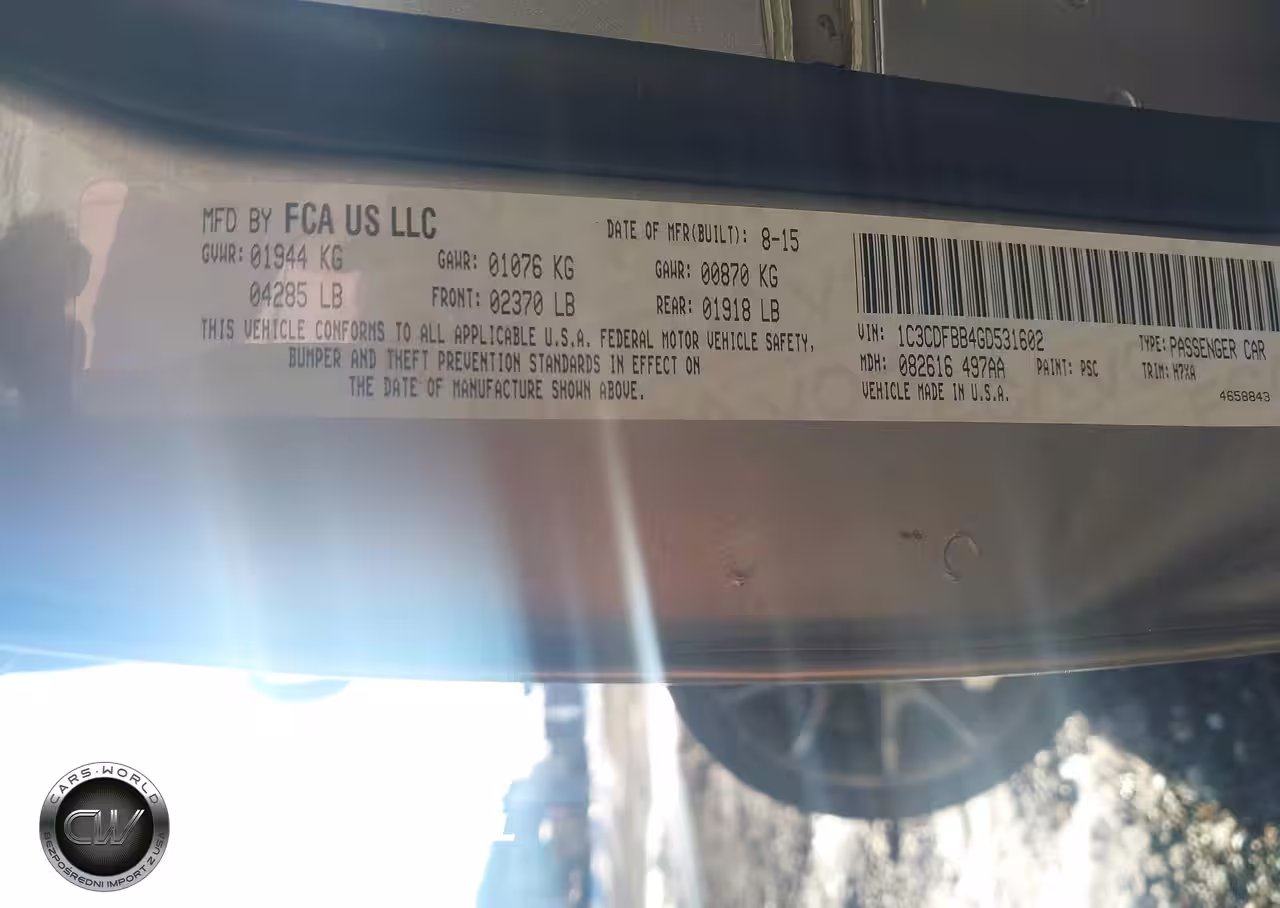 MFD BY FCA US LLC
DATE OF MFR(BUILT): 8-15
GVWR: 01944 KG
GAWR: 01076 KG
GAWR: 00870 KG
04285 LB
FRONT: 02370 LB
REAR: 01918 LB
THIS VEHICLE CONFORMS TO ALL APPLICABLE U.S.A. FEDERAL MOTOR VEHICLE SAFETY,
BUMPER AND THEFT PREVENTION STANDARDS IN EFFECT ON
THE DATE OF MANUFACTURE SHOWN ABOVE.
VIN: 1C3CDFBB4GD531602
TYPE: PASSENGER CAR
MDH: 082616 497AA
PAINT: PSC
TRIM: H7XA
VEHICLE MADE IN U.S.A.
4658843
CARS·WORLD
CW
BEZPOŚREDNI IMPORT Z USA